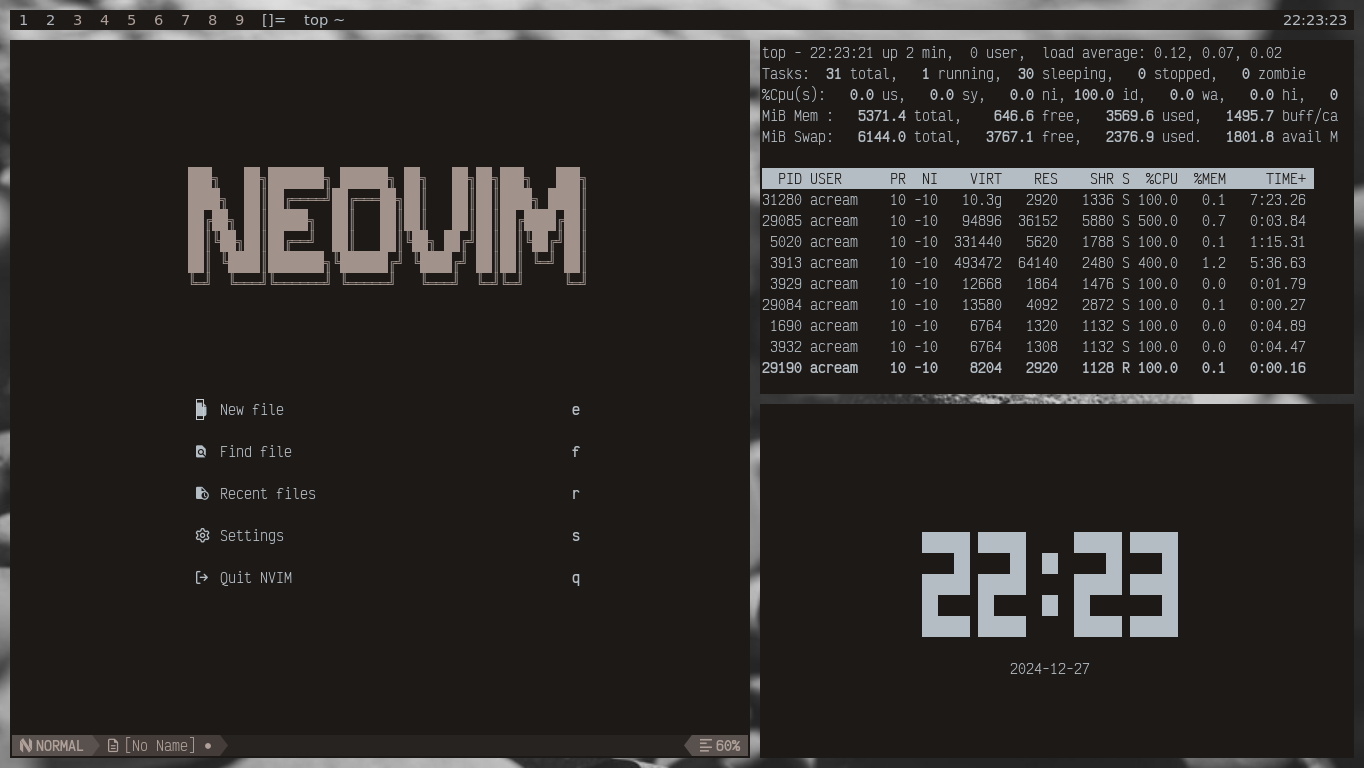 1 2 3 4 5 6 7 8 9 []= top ~ 22:23:23
NEOVIM
New file e
Find file f
Recent files r
Settings s
Quit NVIM q
NORMAL [No Name] ● 60%
top - 22:23:21 up 2 min, 0 user, load average: 0.12, 0.07, 0.02
Tasks: 31 total, 1 running, 30 sleeping, 0 stopped, 0 zombie
%Cpu(s): 0.0 us, 0.0 sy, 0.0 ni, 100.0 id, 0.0 wa, 0.0 hi, 0
MiB Mem : 5371.4 total, 646.6 free, 3569.6 used, 1495.7 buff/ca
MiB Swap: 6144.0 total, 3767.1 free, 2376.9 used. 1801.8 avail M
PID USER PR NI VIRT RES SHR S %CPU %MEM TIME+
31280 acream 10 -10 10.3g 2920 1336 S 100.0 0.1 7:23.26
29085 acream 10 -10 94896 36152 5880 S 500.0 0.7 0:03.84
5020 acream 10 -10 331440 5620 1788 S 100.0 0.1 1:15.31
3913 acream 10 -10 493472 64140 2480 S 400.0 1.2 5:36.63
3929 acream 10 -10 12668 1864 1476 S 100.0 0.0 0:01.79
29084 acream 10 -10 13580 4092 2872 S 100.0 0.1 0:00.27
1690 acream 10 -10 6764 1320 1132 S 100.0 0.0 0:04.89
3932 acream 10 -10 6764 1308 1132 S 100.0 0.0 0:04.47
29190 acream 10 -10 8204 2920 1128 R 100.0 0.1 0:00.16
22:23
2024-12-27